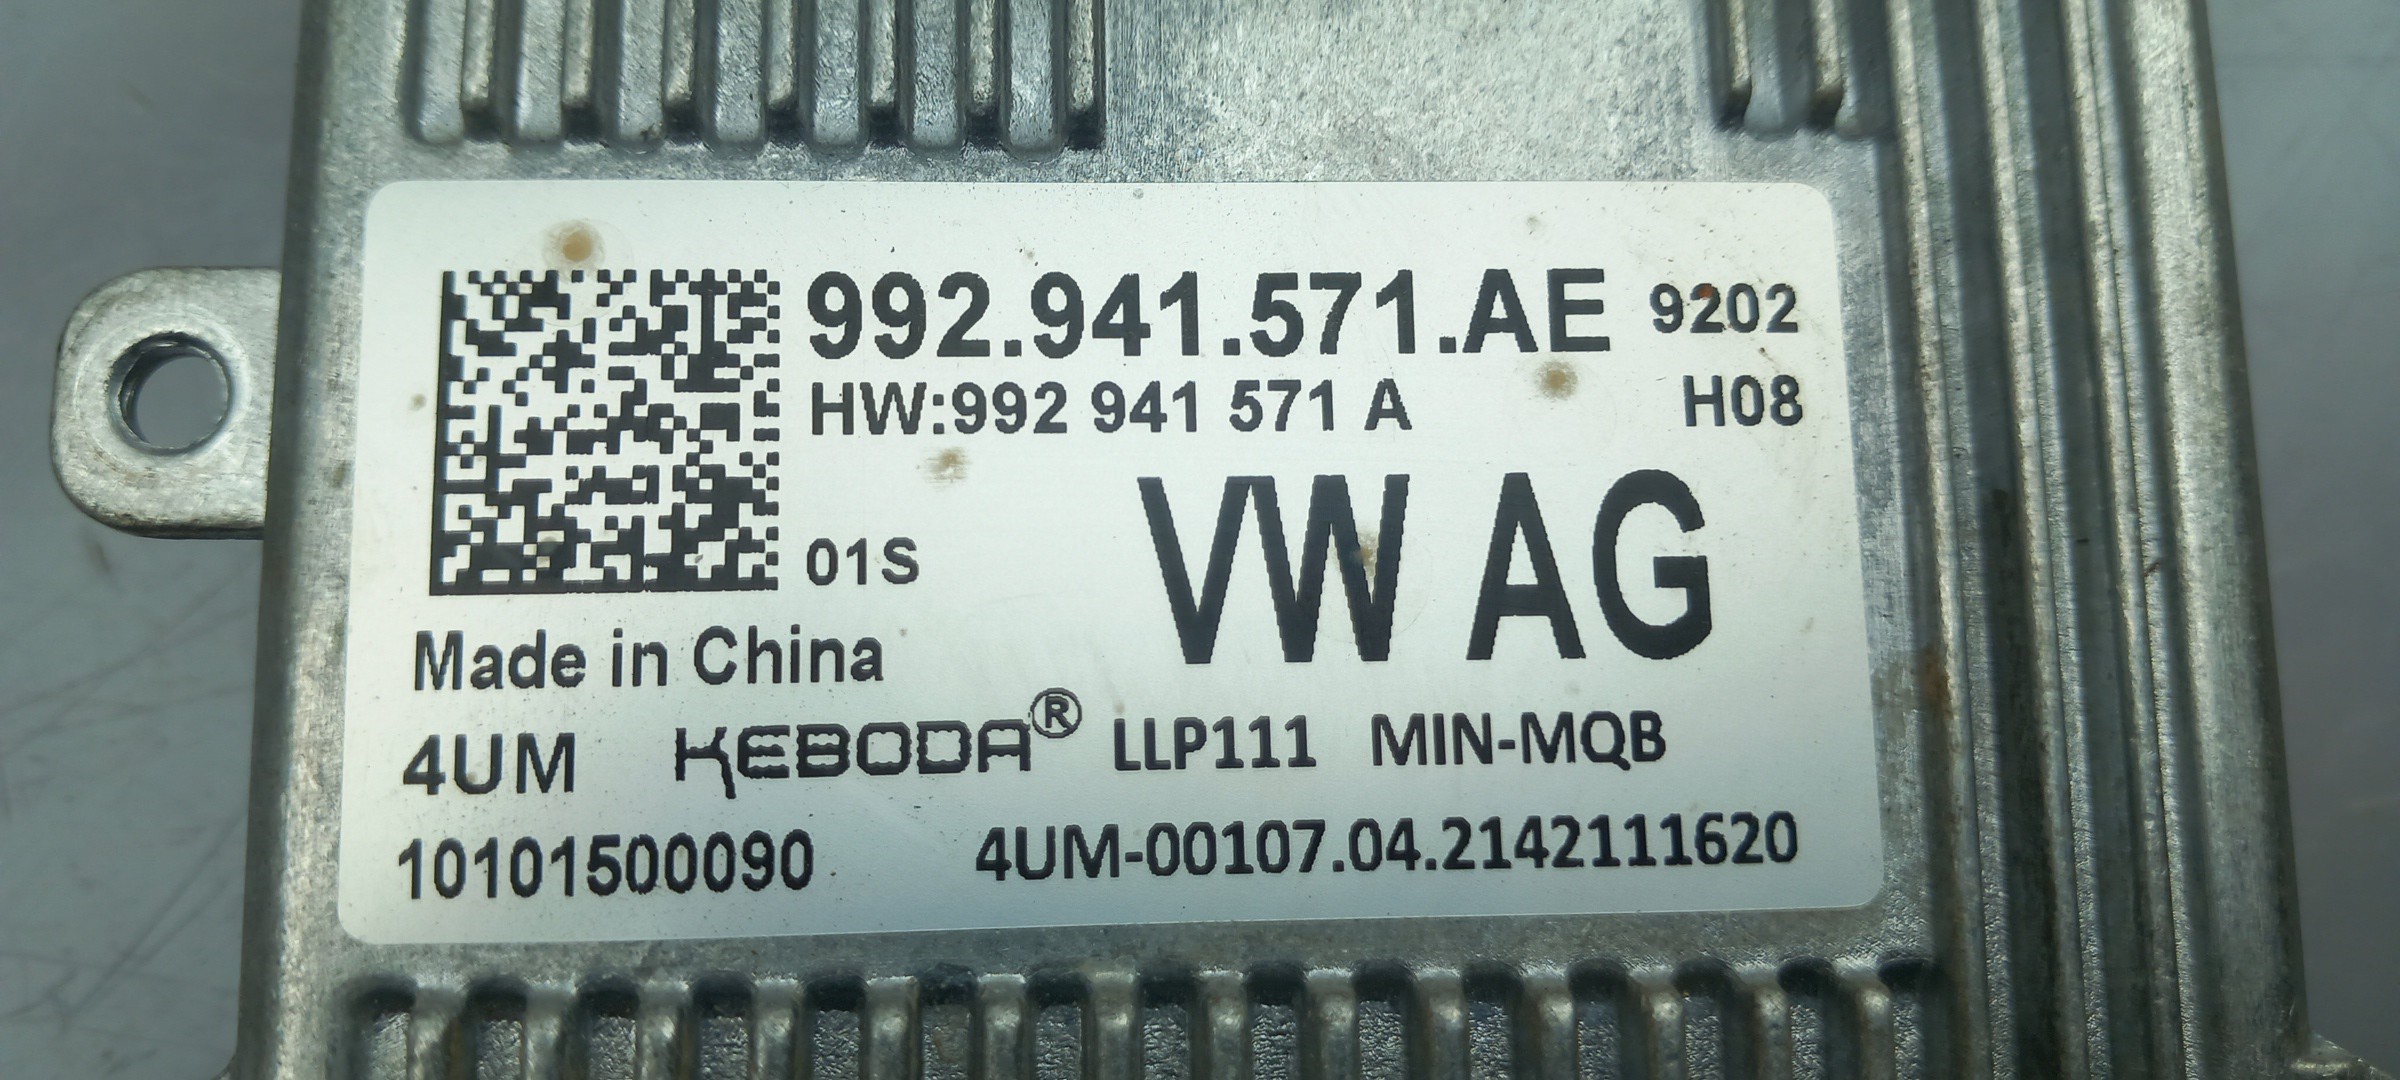 992.941.571.AE 9202
HW:992 941 571 A H08
VW AG
01S
Made in China
4UM KEBODA® LLP111 MIN-MQB
10101500090 4UM-00107.04.2142111620